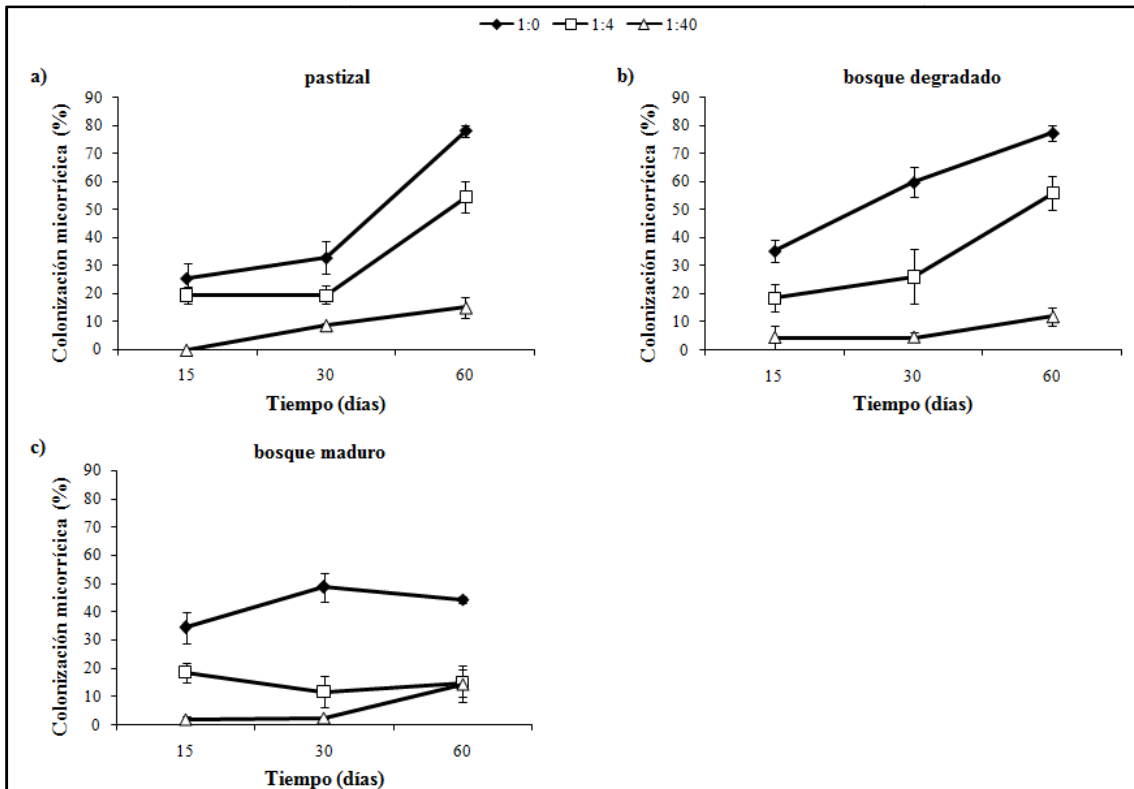 1:0 1:4 1:40
a) pastizal
Colonización micorrícica (%)
90
80
70
60
50
40
30
20
10
0
15 30 60
Tiempo (días)
b) bosque degradado
Colonización micorrícica (%)
90
80
70
60
50
40
30
20
10
0
15 30 60
Tiempo (días)
c) bosque maduro
Colonización micorrícica (%)
90
80
70
60
50
40
30
20
10
0
15 30 60
Tiempo (días)